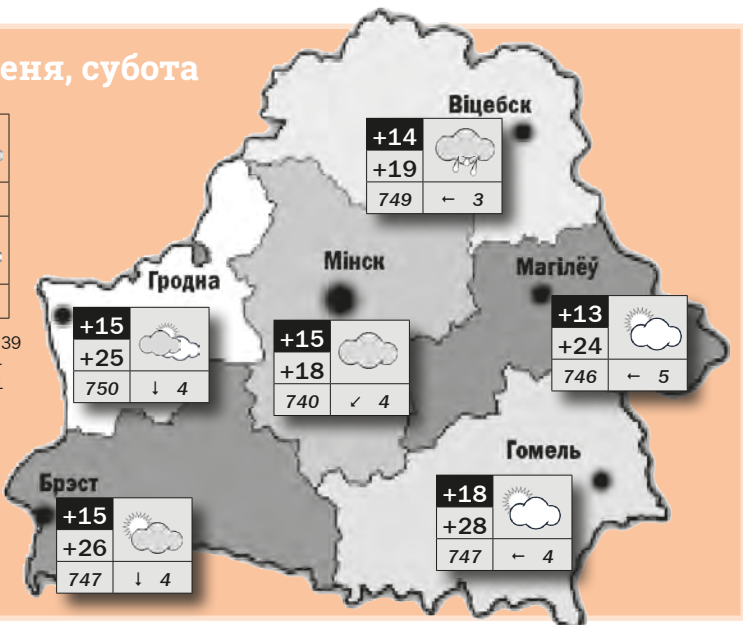 еня, субота
Віцебск
+14
+19
749 ← 3
Мінск
+15
+18
740 ↙ 4
Магілёў
+13
+24
746 ← 5
Гродна
+15
+25
750 ↓ 4
39
Гомель
+18
+28
747 ← 4
Брэст
+15
+26
747 ↓ 4